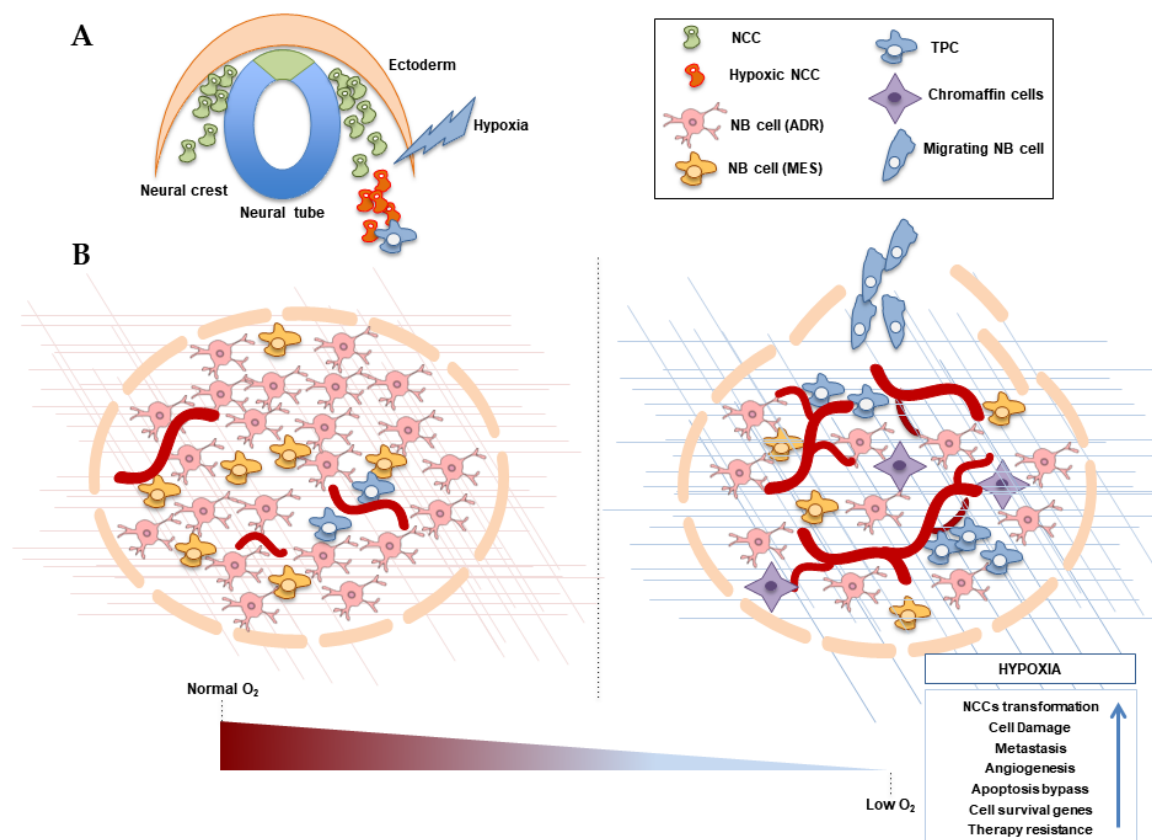 A
Ectoderm
Hypoxia
Neural crest
Neural tube
NCC
Hypoxic NCC
NB cell (ADR)
NB cell (MES)
TPC
Chromaffin cells
Migrating NB cell
B
Normal O₂
Low O₂
HYPOXIA
NCCs transformation
Cell Damage
Metastasis
Angiogenesis
Apoptosis bypass
Cell survival genes
Therapy resistance